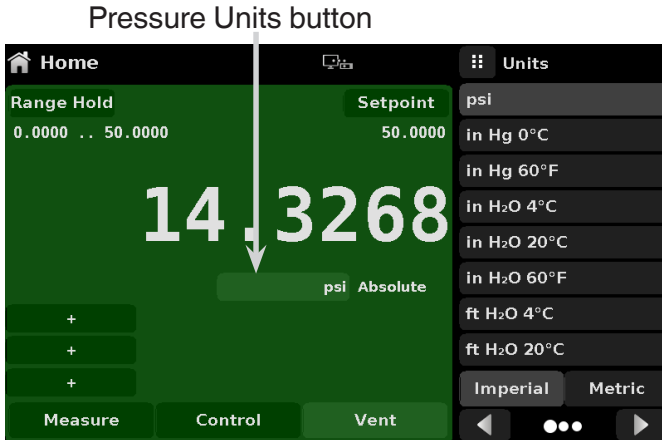 Pressure Units button
Home
Units
Range Hold
Setpoint
0.0000 .. 50.0000
50.0000
14.3268
psi Absolute
+
+
+
Measure
Control
Vent
psi
in Hg 0°C
in Hg 60°F
in H₂O 4°C
in H₂O 20°C
in H₂O 60°F
ft H₂O 4°C
ft H₂O 20°C
Imperial
Metric